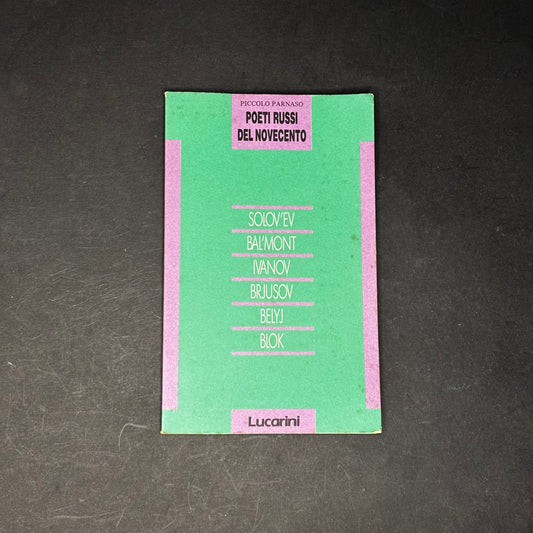 PICCOLO PARNASO
POETI RUSSI
DEL NOVECENTO
SOLOV'EV
BAL'MONT
IVANOV
BRJUSOV
BELYJ
BLOK
Lucarini